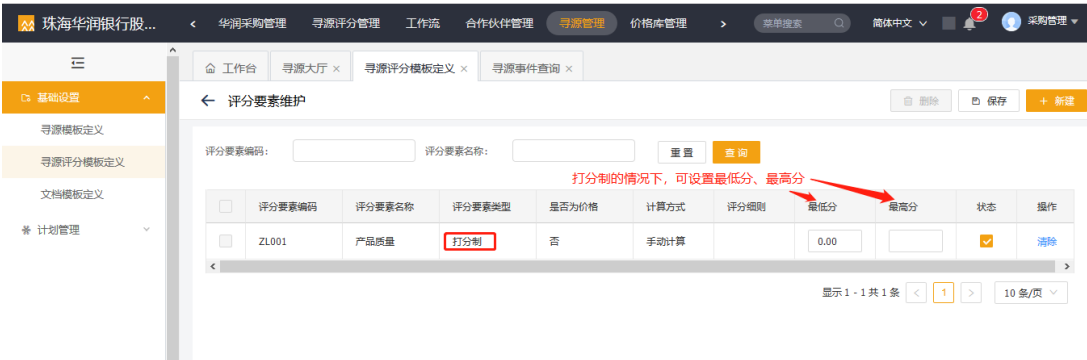 珠海华润银行股... 华润采购管理 寻源评分管理 工作流 合作伙伴管理 寻源管理 价格库管理 菜单搜索 简体中文 2 采购管理
工作台 寻源大厅 × 寻源评分模板定义 × 寻源事件查询 ×
基础设置
寻源模板定义
寻源评分模板定义
文档模板定义
计划管理
← 评分要素维护 删除 保存 + 新建
评分要素编码: 评分要素名称: 重置 查询
打分制的情况下，可设置最低分、最高分
评分要素编码 评分要素名称 评分要素类型 是否为价格 计算方式 评分细则 最低分 最高分 状态 操作
ZL001 产品质量 打分制 否 手动计算 0.00 清除
显示 1 - 1 共 1 条 < 1 > 10 条/页